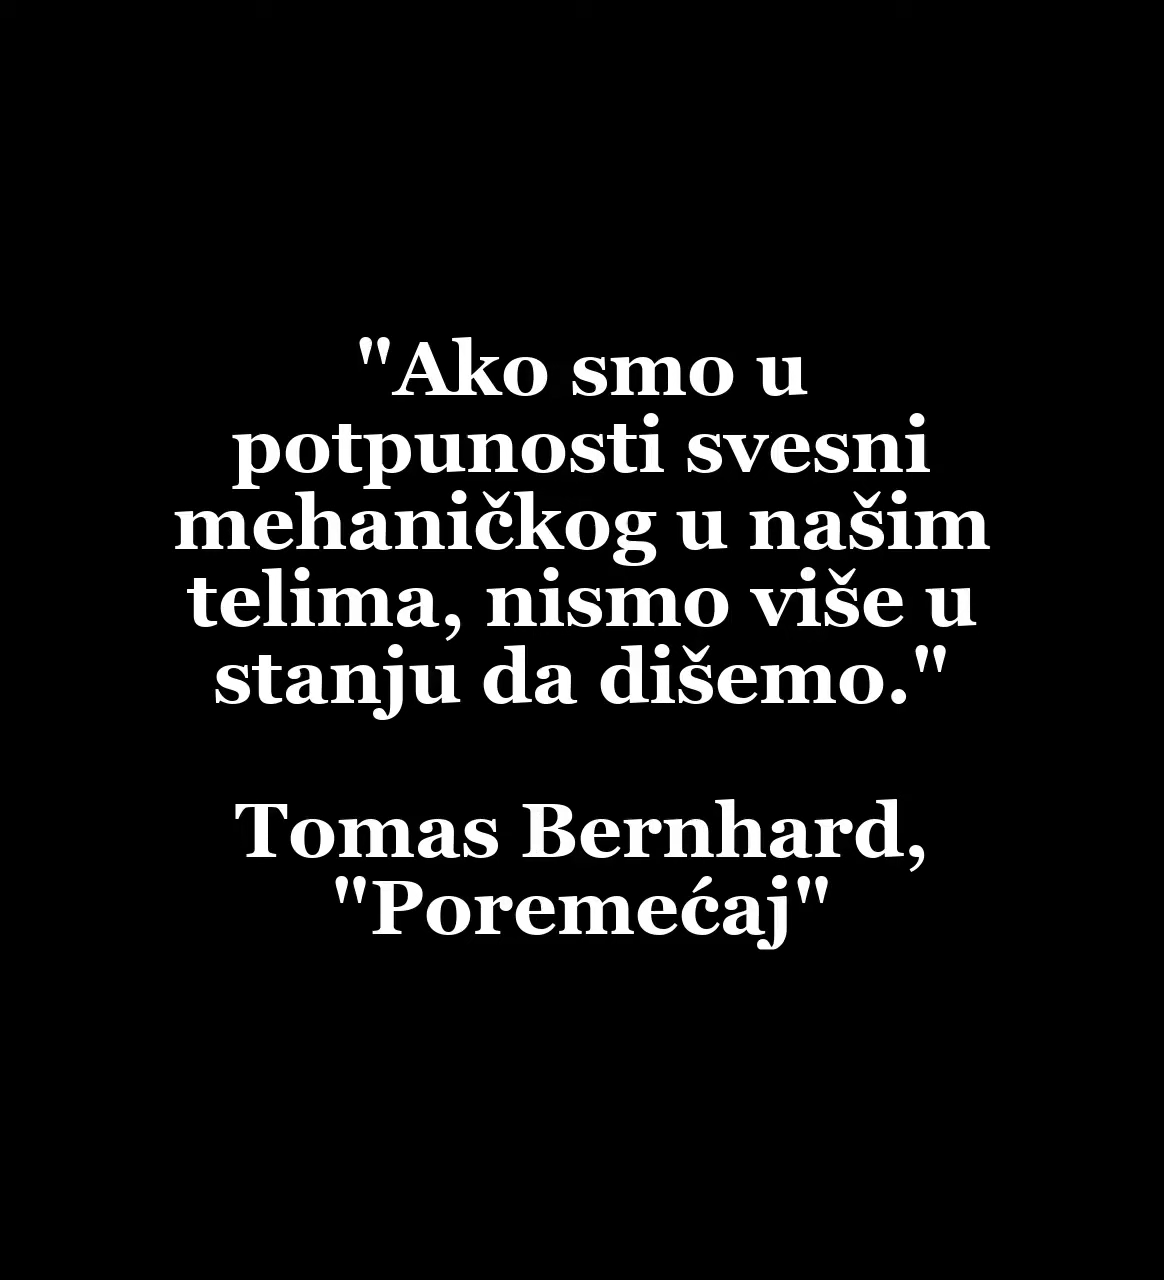 "Ako smo u
potpunosti svesni
mehaničkog u našim
telima, nismo više u
stanju da dišemo."
Tomas Bernhard,
"Poremećaj"